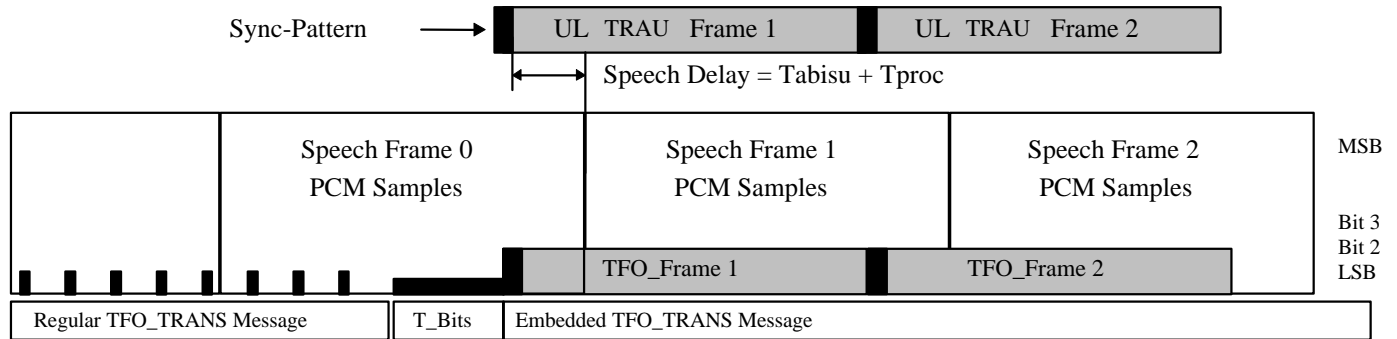 Sync-Pattern UL TRAU Frame 1 UL TRAU Frame 2
Speech Delay = Tabisu + Tproc
Speech Frame 0 Speech Frame 1 Speech Frame 2 MSB
PCM Samples PCM Samples PCM Samples
Bit 3
Bit 2
TFO_Frame 1 TFO_Frame 2 LSB
Regular TFO_TRANS Message T_Bits Embedded TFO_TRANS Message